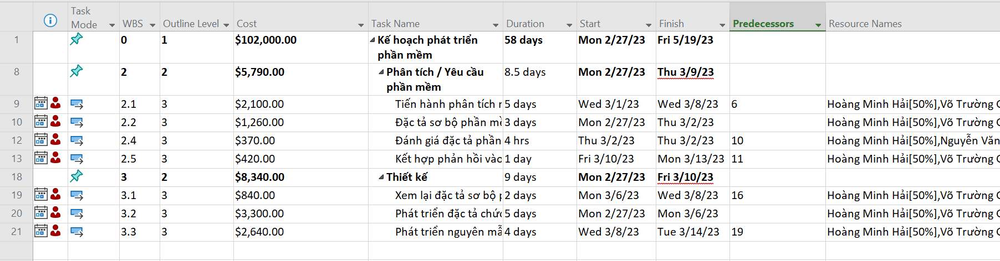 Task Mode WBS Outline Level Cost Task Name Duration Start Finish Predecessors Resource Names
1 0 1 $102,000.00 Kế hoạch phát triển phần mềm 58 days Mon 2/27/23 Fri 5/19/23
8 2 2 $5,790.00 Phân tích / Yêu cầu phần mềm 8.5 days Mon 2/27/23 Thu 3/9/23
9 2.1 3 $2,100.00 Tiến hành phân tích 5 days Wed 3/1/23 Wed 3/8/23 6 Hoàng Minh Hải[50%],Võ Trường
10 2.2 3 $1,260.00 Đặc tả sơ bộ phần 3 days Mon 2/27/23 Thu 3/2/23 Hoàng Minh Hải[50%],Võ Trường
12 2.4 3 $370.00 Đánh giá đặc tả phần 4 hrs Thu 3/2/23 Thu 3/2/23 10 Hoàng Minh Hải[50%],Nguyễn Văn
13 2.5 3 $420.00 Kết hợp phản hồi vào 1 day Fri 3/10/23 Mon 3/13/23 11 Hoàng Minh Hải[50%],Võ Trường
18 3 2 $8,340.00 Thiết kế 9 days Mon 2/27/23 Fri 3/10/23
19 3.1 3 $840.00 Xem lại đặc tả sơ bộ 2 days Mon 3/6/23 Wed 3/8/23 16 Hoàng Minh Hải[50%],Võ Trường
20 3.2 3 $3,300.00 Phát triển đặc tả 5 days Mon 2/27/23 Mon 3/6/23 Hoàng Minh Hải[50%],Võ Trường
21 3.3 3 $2,640.00 Phát triển nguyên 4 days Wed 3/8/23 Tue 3/14/23 19 Hoàng Minh Hải[50%],Võ Trường